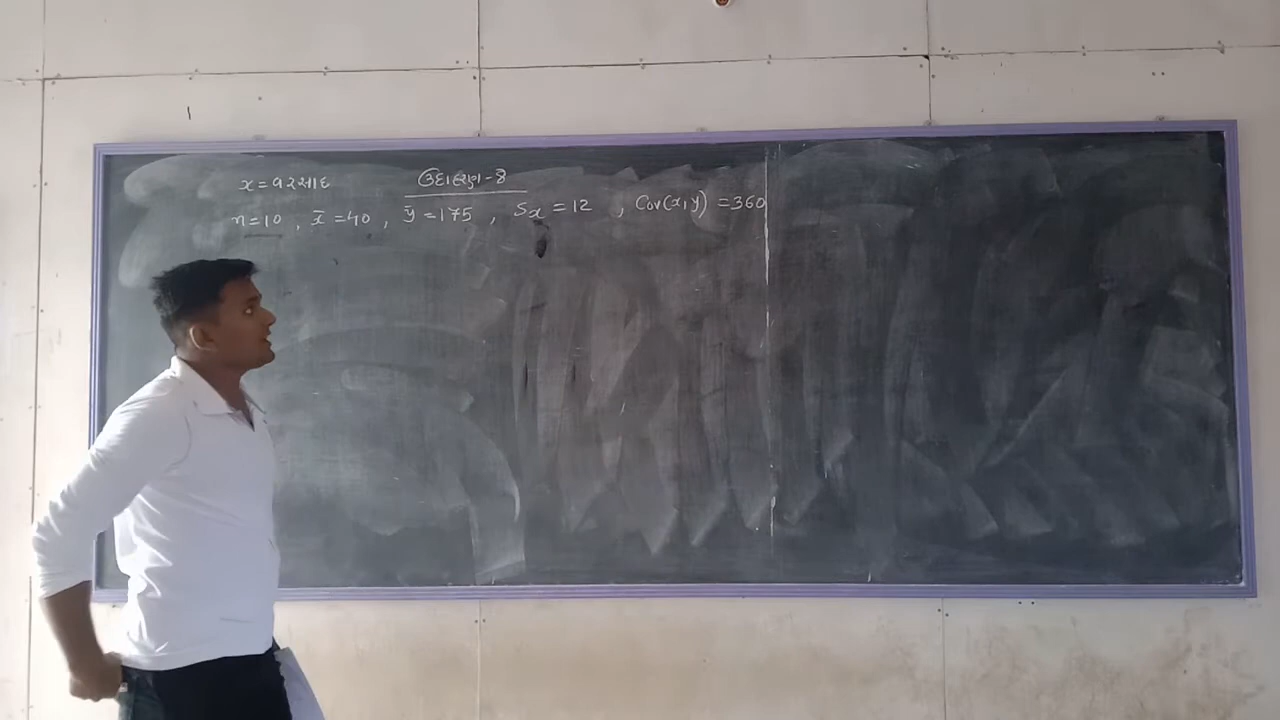 ઉદાહરણ-8
x = વરસાદ
n=10 , x̄ =40 , ȳ =175 , Sx = 12 , Cov(x,y) = 360